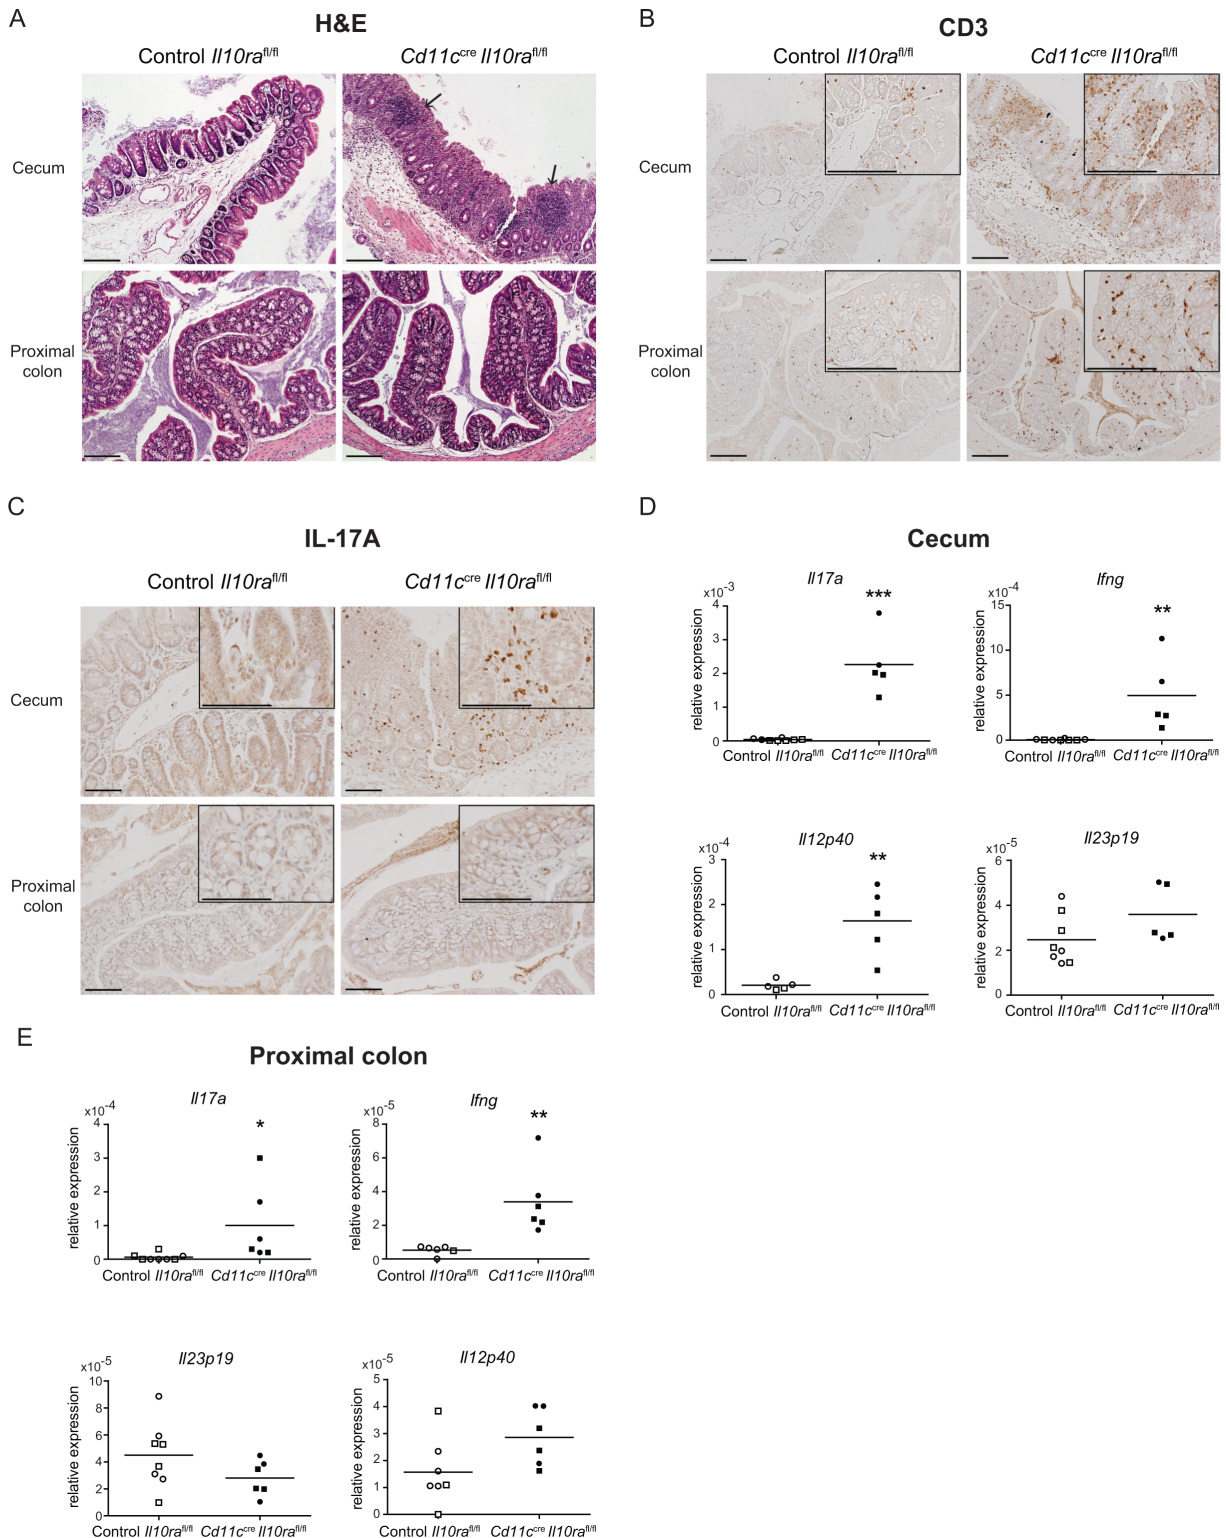 A
H&E
Control Il10ra^fl/fl
Cd11c^cre Il10ra^fl/fl
Cecum
Proximal
colon
B
CD3
Control Il10ra^fl/fl
Cd11c^cre Il10ra^fl/fl
Cecum
Proximal
colon
C
IL-17A
Control Il10ra^fl/fl
Cd11c^cre Il10ra^fl/fl
Cecum
Proximal
colon
D
Cecum
Il17a
x10^-3
***
relative expression
4
3
2
1
0
Control Il10ra^fl/fl Cd11c^cre Il10ra^fl/fl
Ifng
x10^-4
**
relative expression
15
10
5
0
Control Il10ra^fl/fl Cd11c^cre Il10ra^fl/fl
Il12p40
x10^-4
**
relative expression
3
2
1
0
Control Il10ra^fl/fl Cd11c^cre Il10ra^fl/fl
Il23p19
x10^-5
relative expression
6
4
2
0
Control Il10ra^fl/fl Cd11c^cre Il10ra^fl/fl
E
Proximal colon
Il17a
x10^-4
*
relative expression
4
3
2
1
0
Control Il10ra^fl/fl Cd11c^cre Il10ra^fl/fl
Ifng
x10^-5
**
relative expression
8
6
4
2
0
Control Il10ra^fl/fl Cd11c^cre Il10ra^fl/fl
Il23p19
x10^-5
relative expression
10
8
6
4
2
0
Control Il10ra^fl/fl Cd11c^cre Il10ra^fl/fl
Il12p40
x10^-5
relative expression
5
4
3
2
1
0
Control Il10ra^fl/fl Cd11c^cre Il10ra^fl/fl